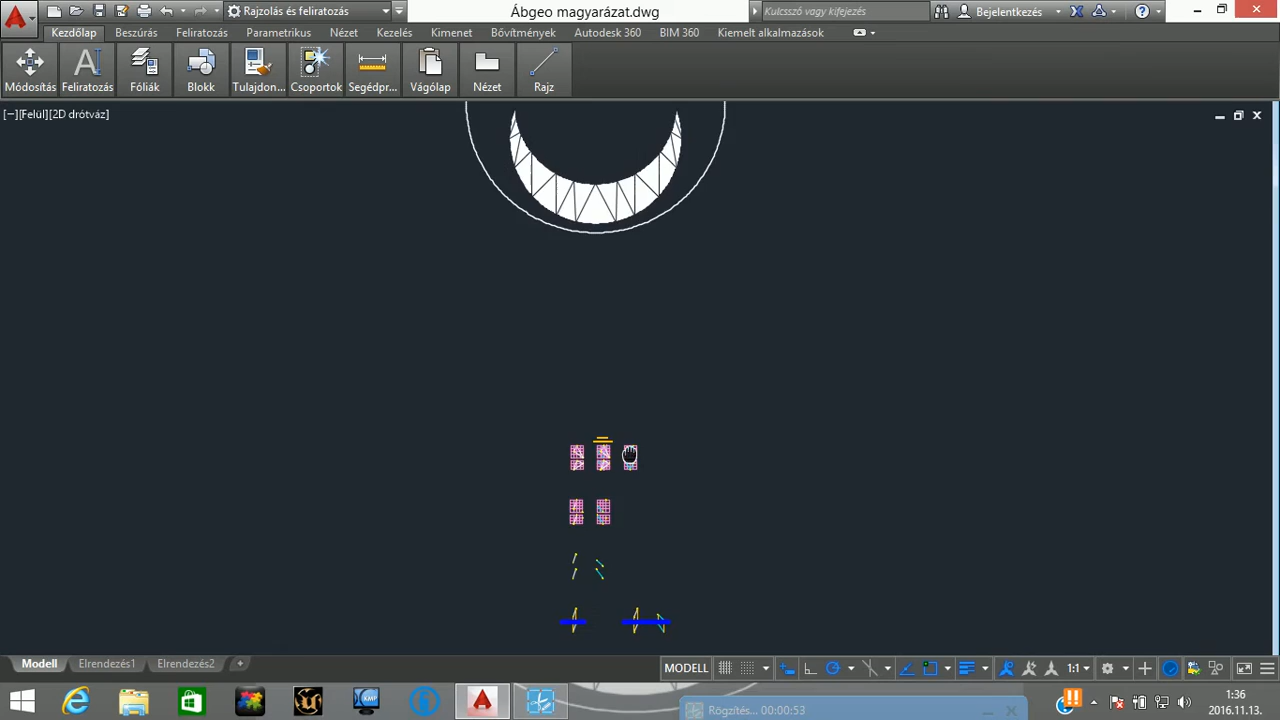 Rajzolás és feliratozás
Ábgeo magyarázat.dwg
Kulcsszó vagy kifejezés
Bejelentkezés
Kezdőlap Beszúrás Feliratozás Parametrikus Nézet Kezelés Kimenet Bővítmények Autodesk 360 BIM 360 Kiemelt alkalmazások
Módosítás Feliratozás Fóliák Blokk Tulajdon... Csoportok Segédpr... Vágólap Nézet Rajz
[−][Felül][2D drótváz]
Modell Elrendezés1 Elrendezés2 +
MODELL 1:1
KMP
Rögzítés... 00:00:53
1:36
2016.11.13.